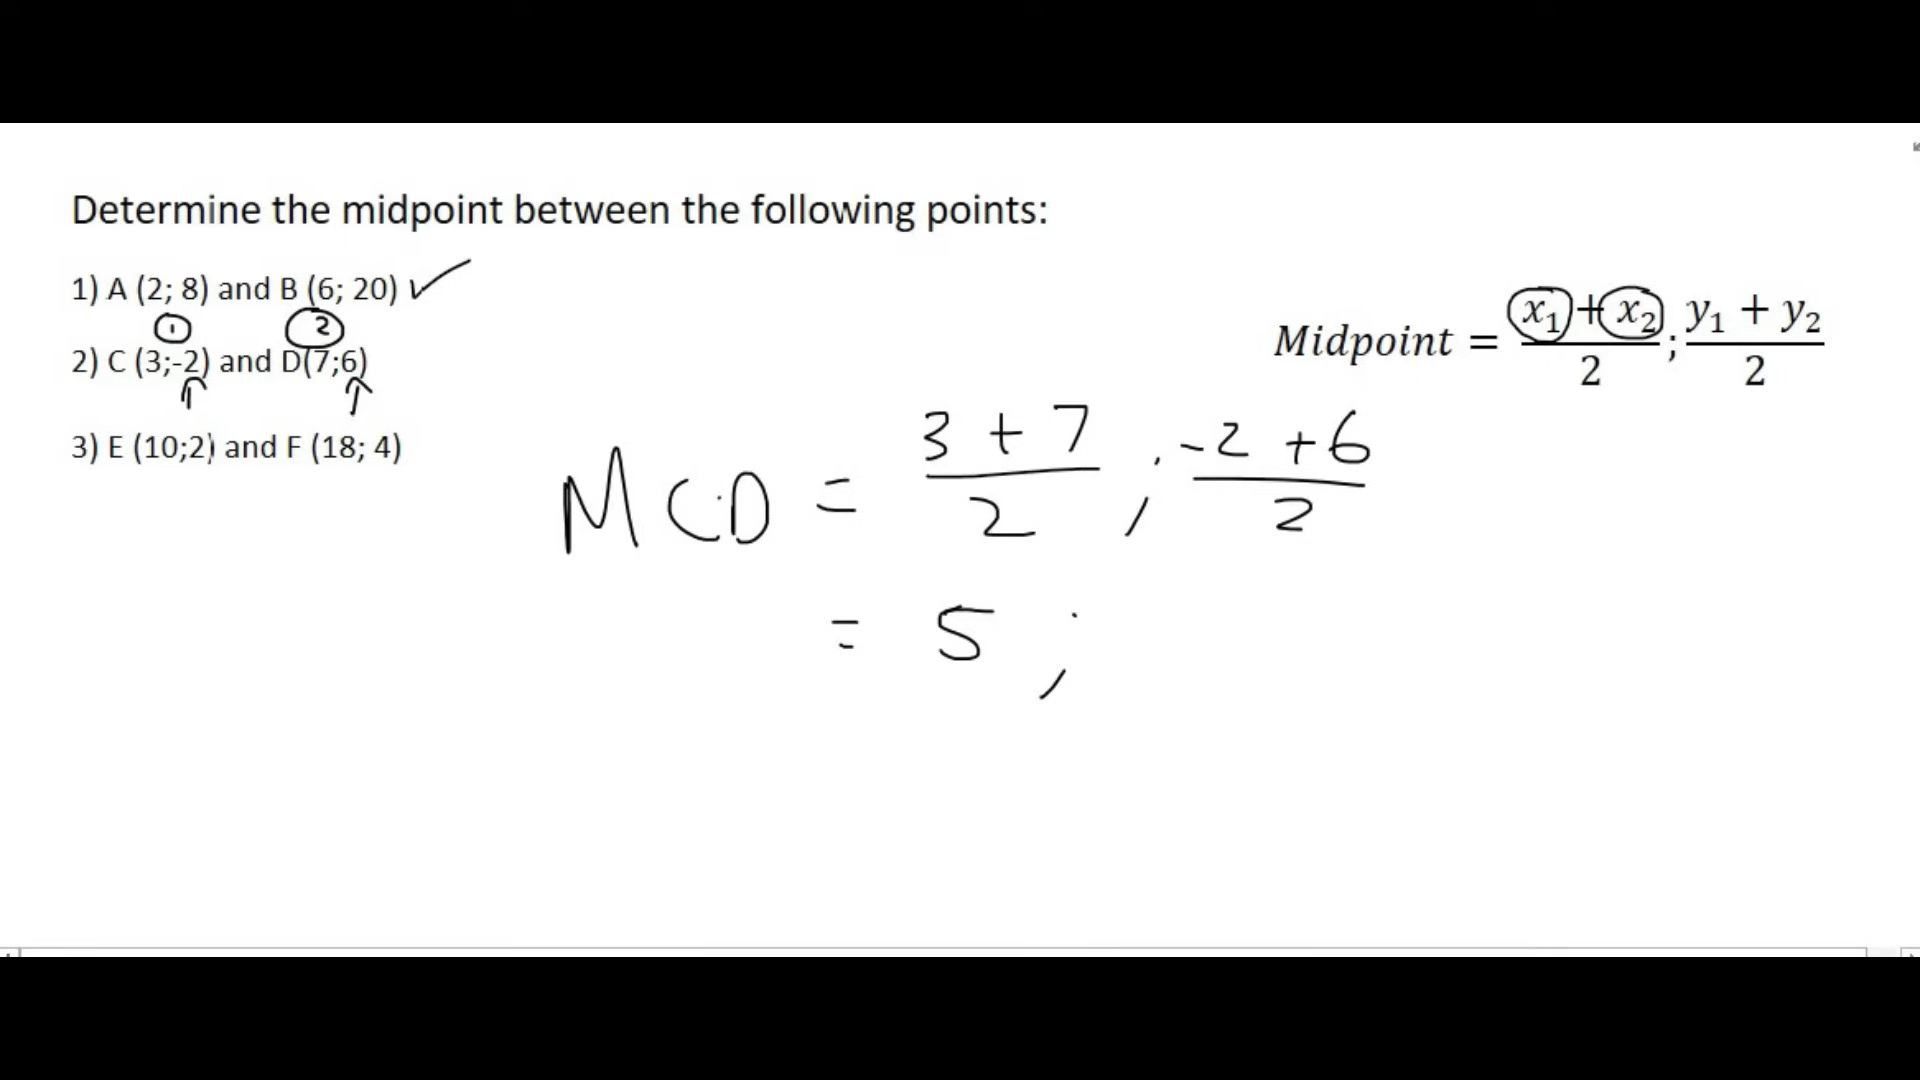 Determine the midpoint between the following points:
1) A (2; 8) and B (6; 20) ✓
1 2
2) C (3;-2) and D(7;6)
3) E (10;2) and F (18; 4)
Midpoint = x₁ + x₂ / 2 ; y₁ + y₂ / 2
MCD = 3 + 7 / 2 ; -2 + 6 / 2
= 5 ;